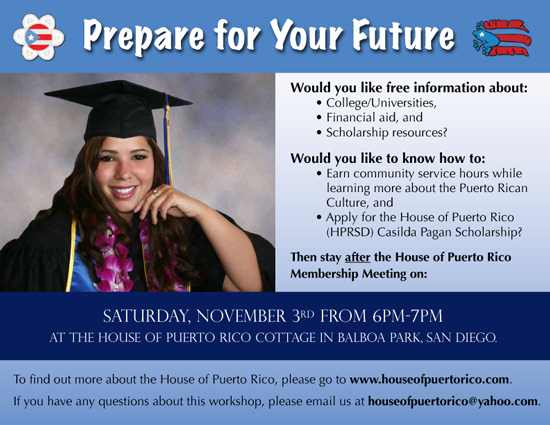 Prepare for Your Future
Would you like free information about:
• College/Universities,
• Financial aid, and
• Scholarship resources?
Would you like to know how to:
• Earn community service hours while
learning more about the Puerto Rican
Culture, and
• Apply for the House of Puerto Rico
(HPRSD) Casilda Pagan Scholarship?
Then stay after the House of Puerto Rico
Membership Meeting on:
SATURDAY, NOVEMBER 3RD FROM 6PM-7PM
AT THE HOUSE OF PUERTO RICO COTTAGE IN BALBOA PARK, SAN DIEGO.
To find out more about the House of Puerto Rico, please go to www.houseofpuertorico.com.
If you have any questions about this workshop, please email us at houseofpuertorico@yahoo.com.